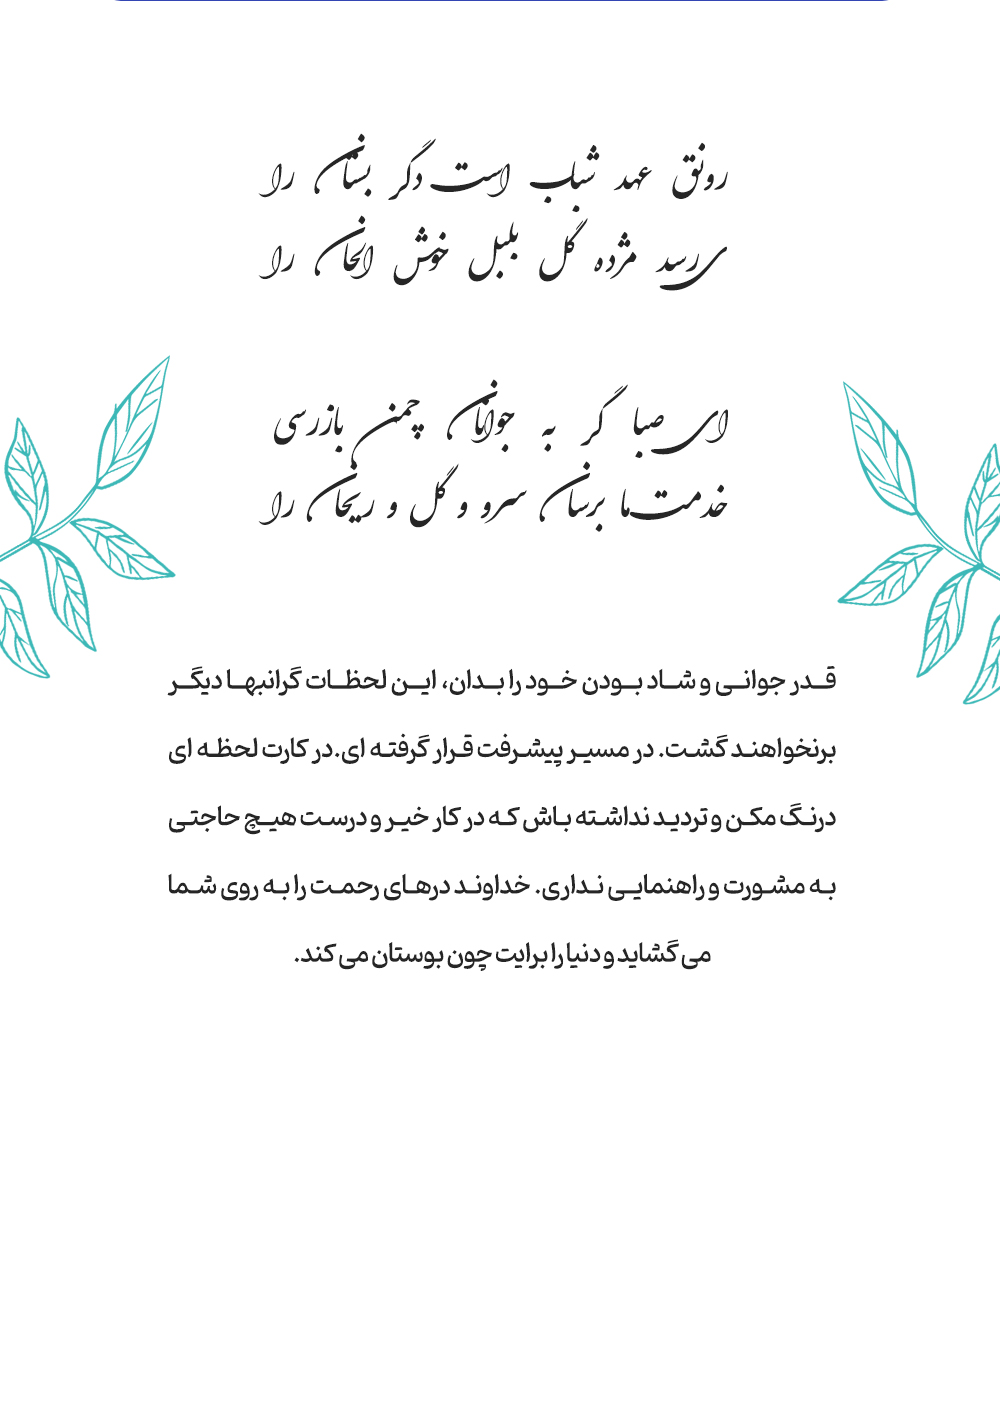 رونق عهد شباب است دگر بستان را
می‌رسد مژده گل بلبل خوش الحان را
ای صبا گر به جوانان چمن بازرسی
خدمت ما برسان سرو و گل و ریحان را
قدر جوانی و شاد بودن خود را بدان، این لحظات گرانبها دیگر
برنخواهند گشت. در مسیر پیشرفت قرار گرفته ای.در کارت لحظه ای
درنگ مکن و تردید نداشته باش که در کار خیر و درست هیچ حاجتی
به مشورت و راهنمایی نداری. خداوند درهای رحمت را به روی شما
می گشاید و دنیا را برایت چون بوستان می کند.